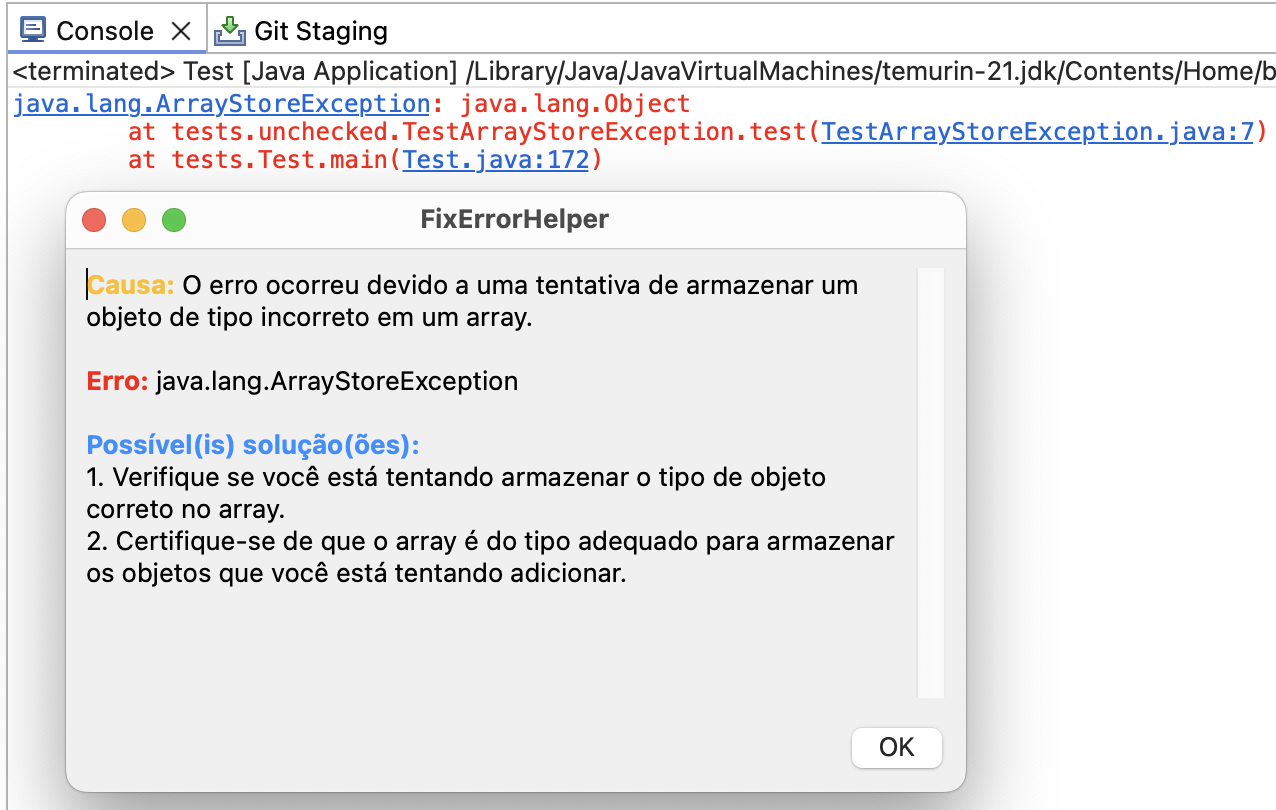 Console
Git Staging
<terminated> Test [Java Application] /Library/Java/JavaVirtualMachines/temurin-21.jdk/Contents/Home/b
java.lang.ArrayStoreException: java.lang.Object
at tests.unchecked.TestArrayStoreException.test(TestArrayStoreException.java:7)
at tests.Test.main(Test.java:172)
FixErrorHelper
Causa: O erro ocorreu devido a uma tentativa de armazenar um
objeto de tipo incorreto em um array.
Erro: java.lang.ArrayStoreException
Possível(is) solução(ões):
1. Verifique se você está tentando armazenar o tipo de objeto
correto no array.
2. Certifique-se de que o array é do tipo adequado para armazenar
os objetos que você está tentando adicionar.
OK